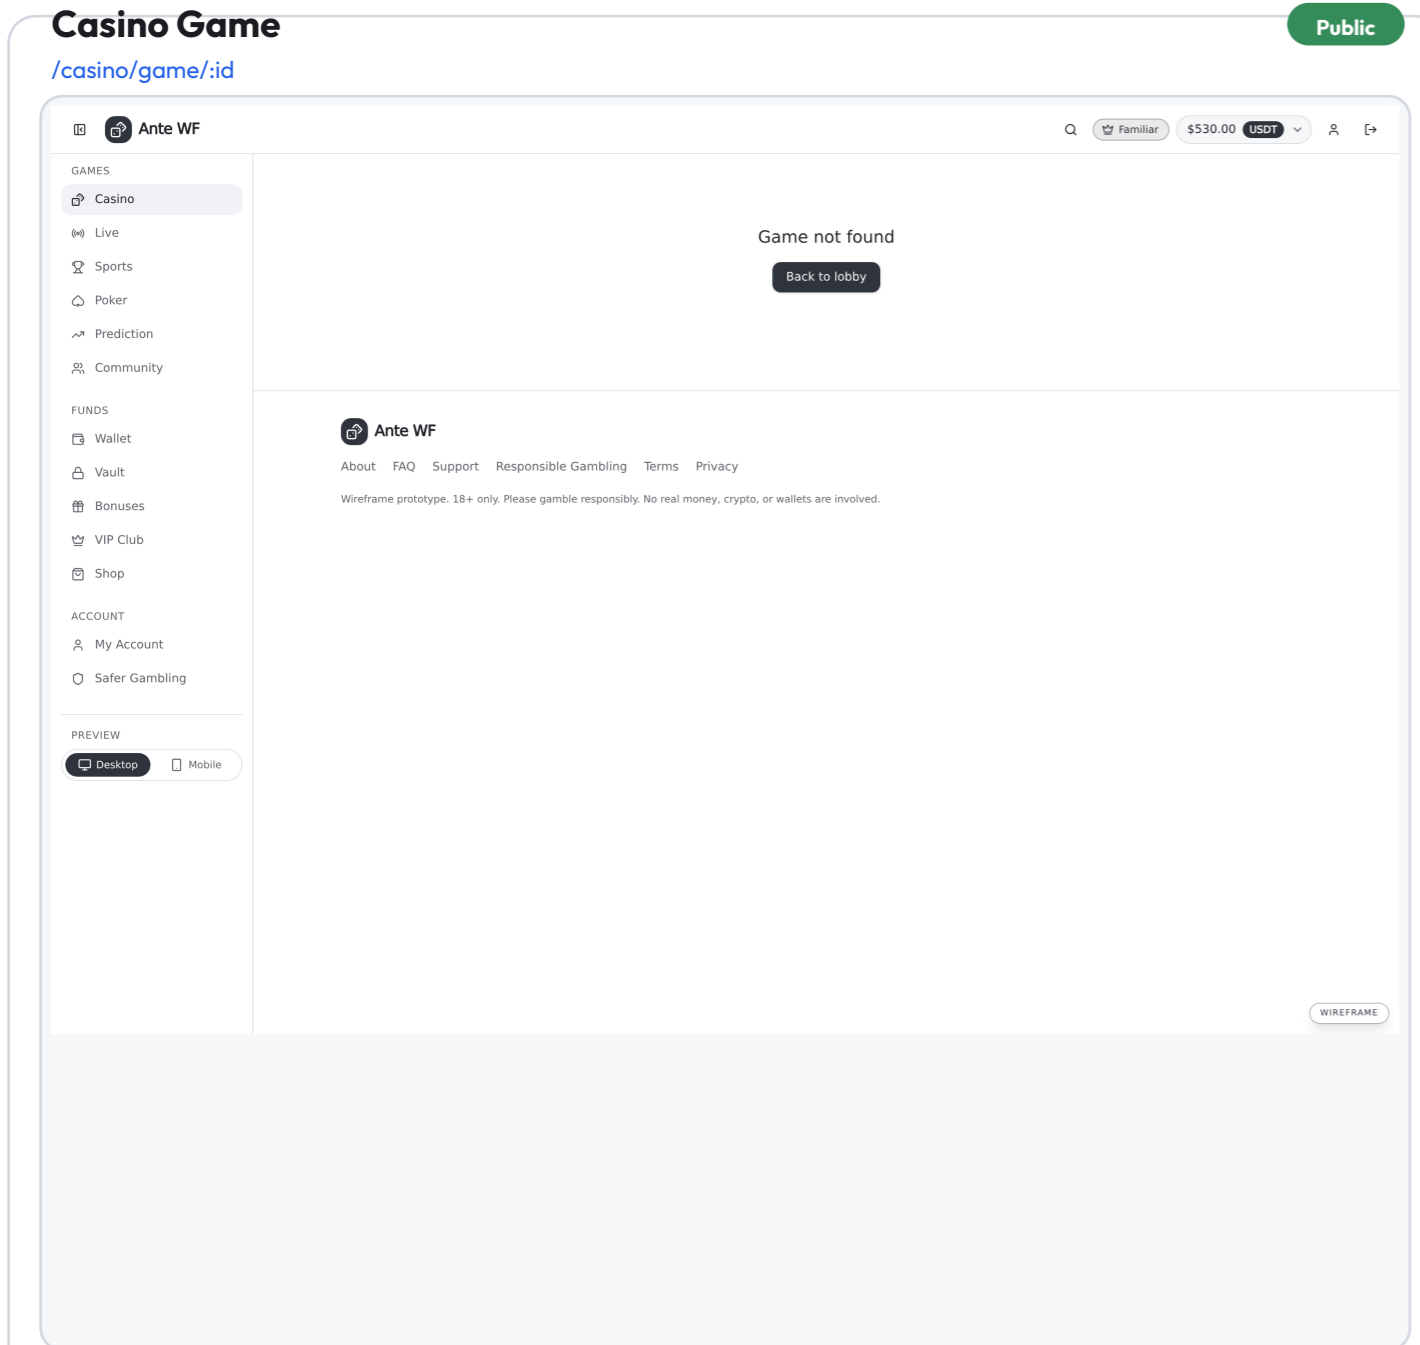 Casino Game
Public
/casino/game/:id
Ante WF
Familiar
$530.00 USDT
GAMES
Casino
Live
Sports
Poker
Prediction
Community
FUNDS
Wallet
Vault
Bonuses
VIP Club
Shop
ACCOUNT
My Account
Safer Gambling
PREVIEW
Desktop Mobile
Game not found
Back to lobby
Ante WF
About FAQ Support Responsible Gambling Terms Privacy
Wireframe prototype. 18+ only. Please gamble responsibly. No real money, crypto, or wallets are involved.
WIREFRAME